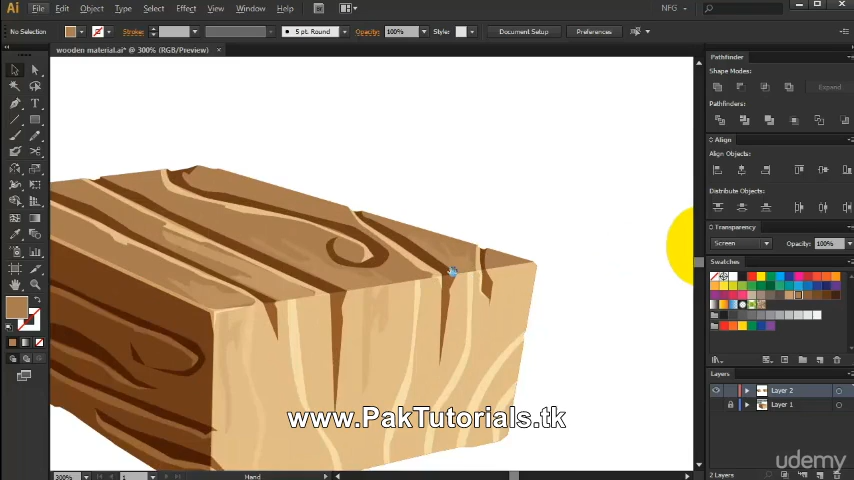 Ai File Edit Object Type Select Effect View Window Help NFG
No Selection Stroke: 5 pt. Round Opacity: 100% Style: Document Setup Preferences
wooden material.ai* @ 300% (RGB/Preview) ×
Pathfinder
Shape Modes:
Expand
Pathfinders:
Align
Align Objects:
Distribute Objects:
Transparency
Screen Opacity: 100%
Swatches
Layers
Layer 2
Layer 1
www.PakTutorials.tk
udemy
300% 1 Hand
2 Layers